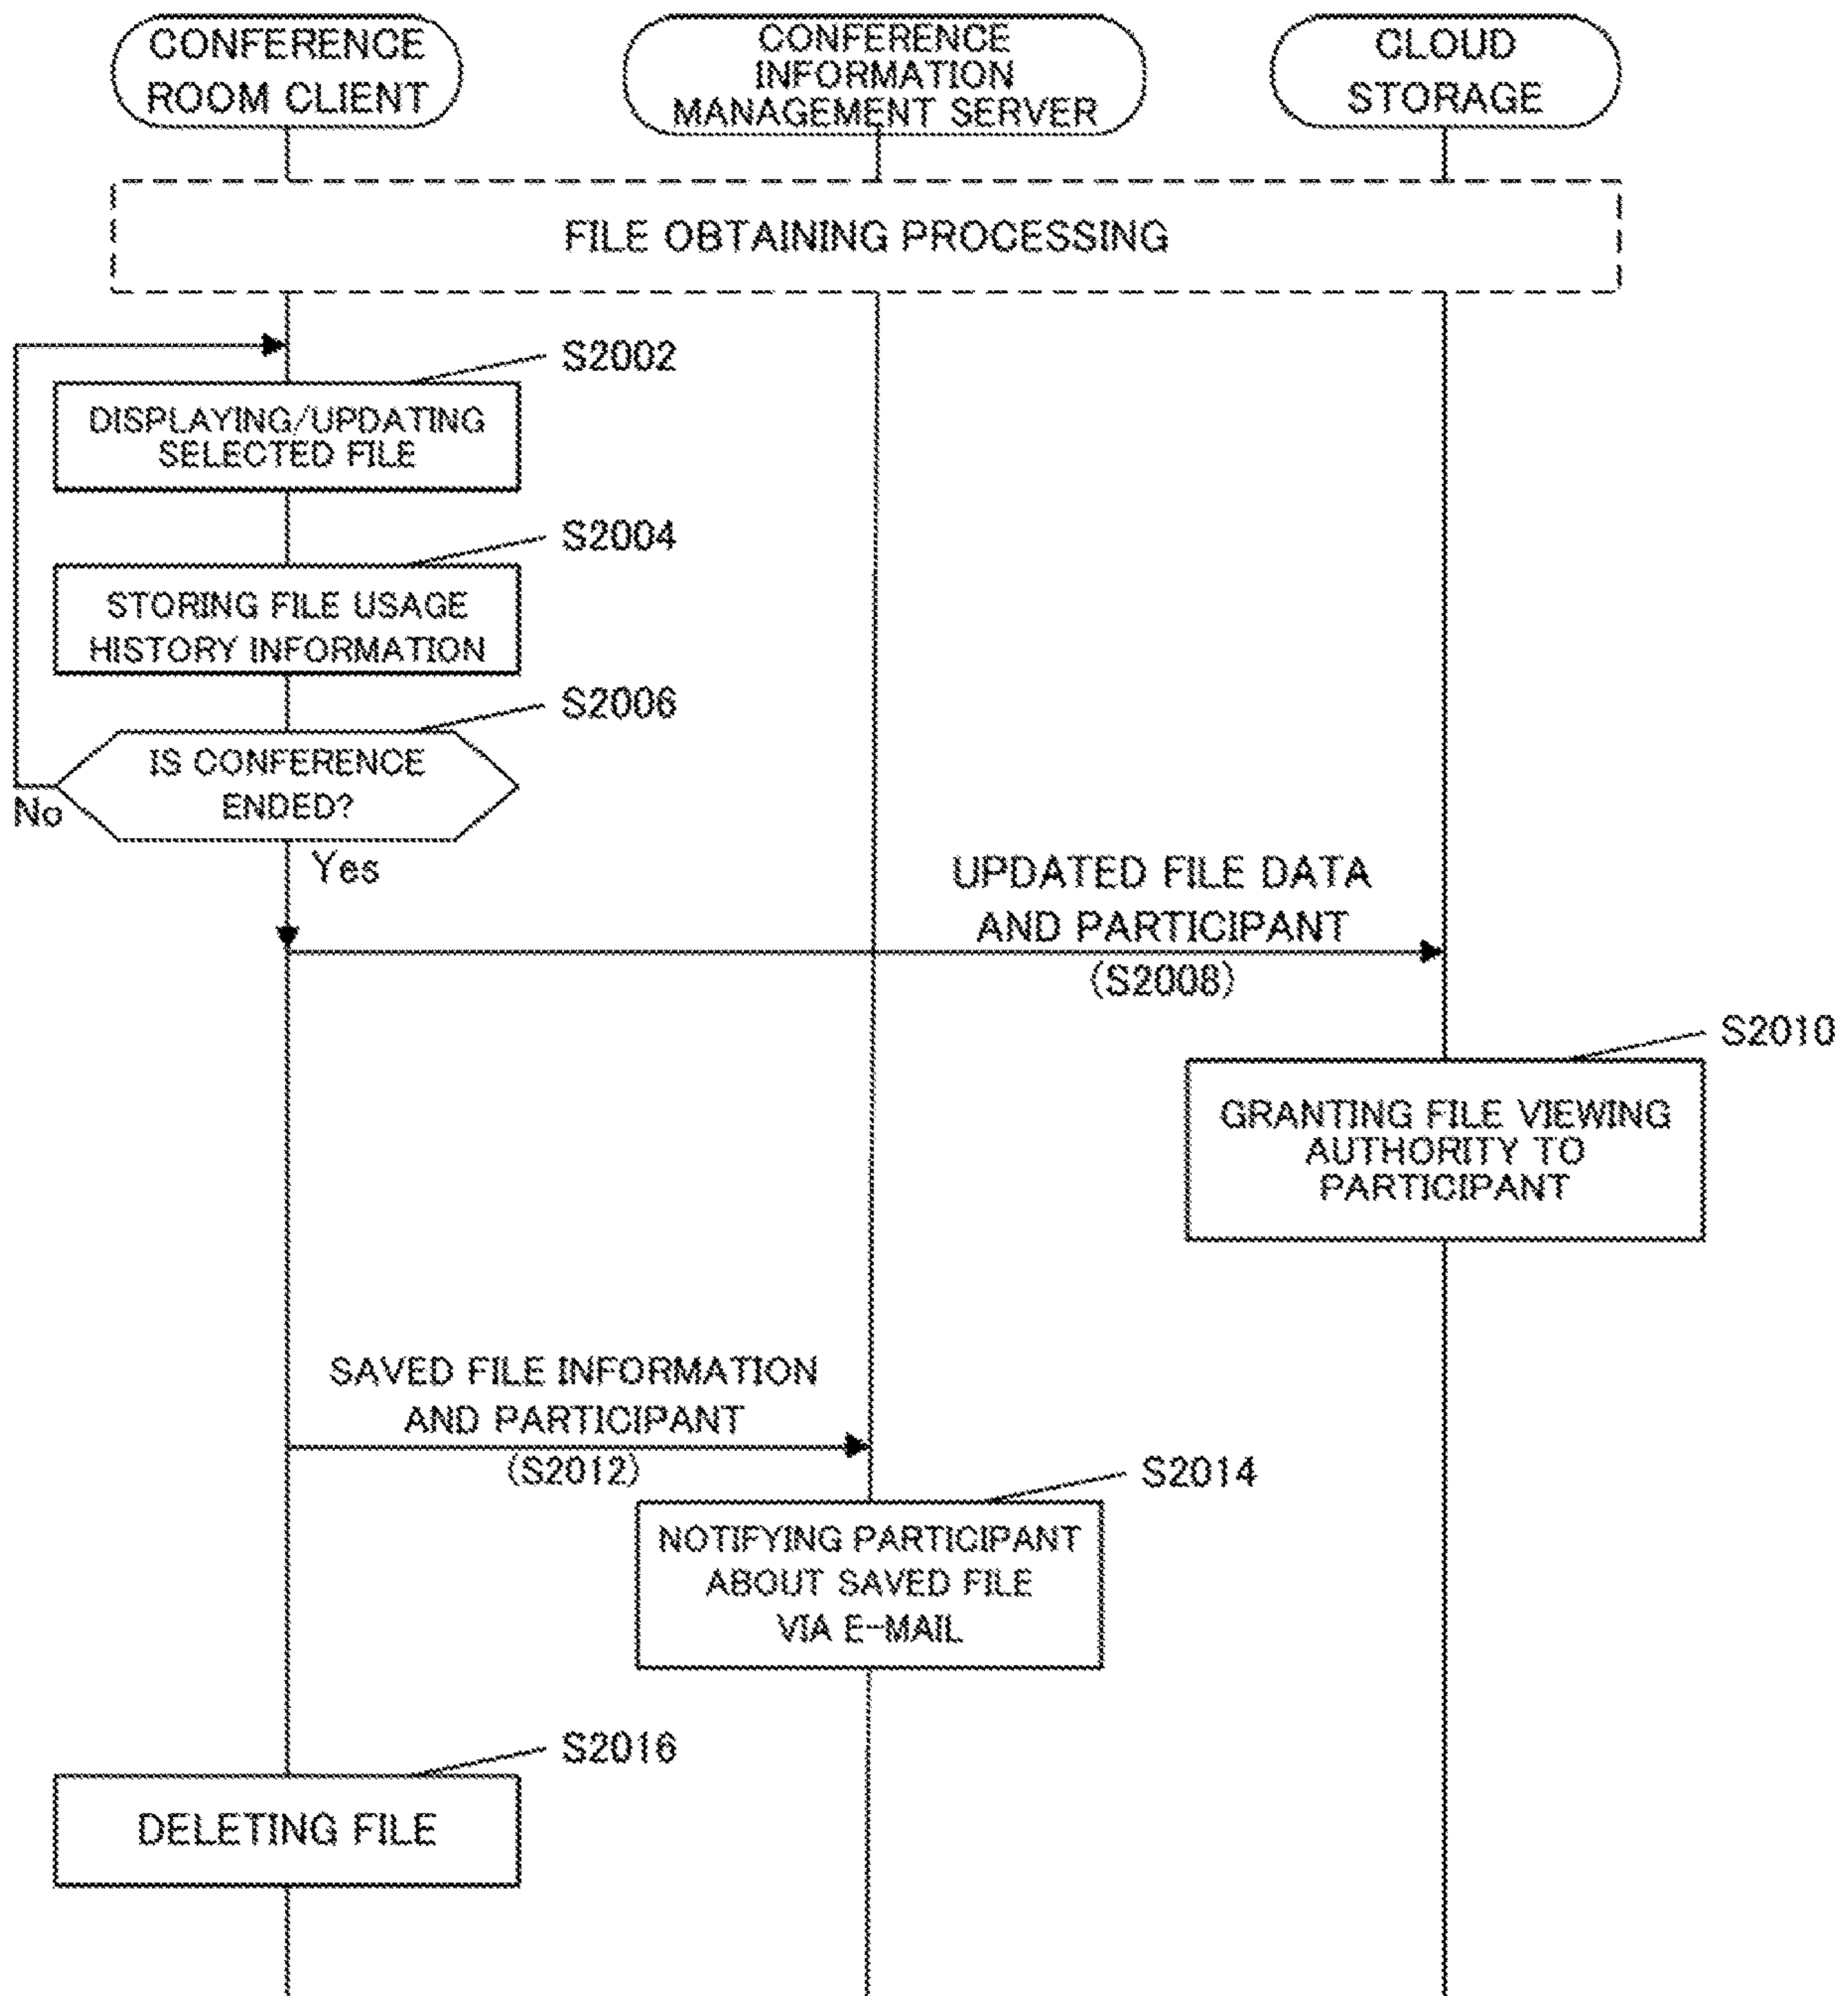 CONFERENCE
ROOM CLIENT
CONFERENCE
INFORMATION
MANAGEMENT SERVER
CLOUD
STORAGE
FILE OBTAINING PROCESSING
S2002
DISPLAYING/UPDATING
SELECTED FILE
S2004
STORING FILE USAGE
HISTORY INFORMATION
S2006
IS CONFERENCE
ENDED?
No
Yes
UPDATED FILE DATA
AND PARTICIPANT
(S2008)
S2010
GRANTING FILE VIEWING
AUTHORITY TO
PARTICIPANT
SAVED FILE INFORMATION
AND PARTICIPANT
(S2012)
S2014
NOTIFYING PARTICIPANT
ABOUT SAVED FILE
VIA E-MAIL
S2016
DELETING FILE